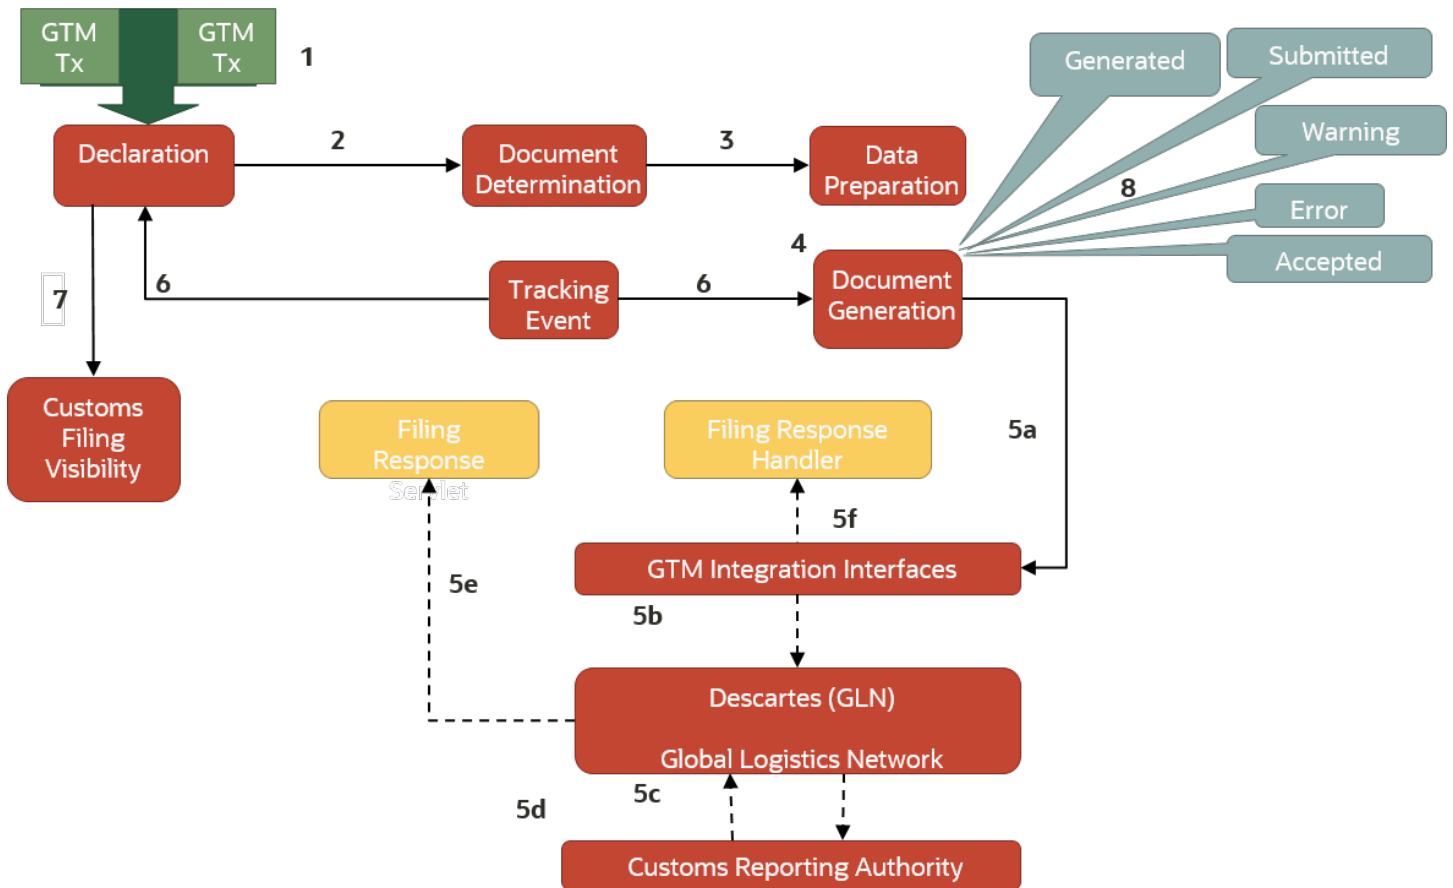 GTM
Tx
GTM
Tx
1
Generated
Submitted
Declaration
2
Document
Determination
3
Data
Preparation
Warning
8
Error
Accepted
7
6
Tracking
Event
6
4
Document
Generation
Customs
Filing
Visibility
Filing
Response
Servlet
Filing Response
Handler
5a
5f
GTM Integration Interfaces
5e
5b
Descartes (GLN)
Global Logistics Network
5c
5d
Customs Reporting Authority